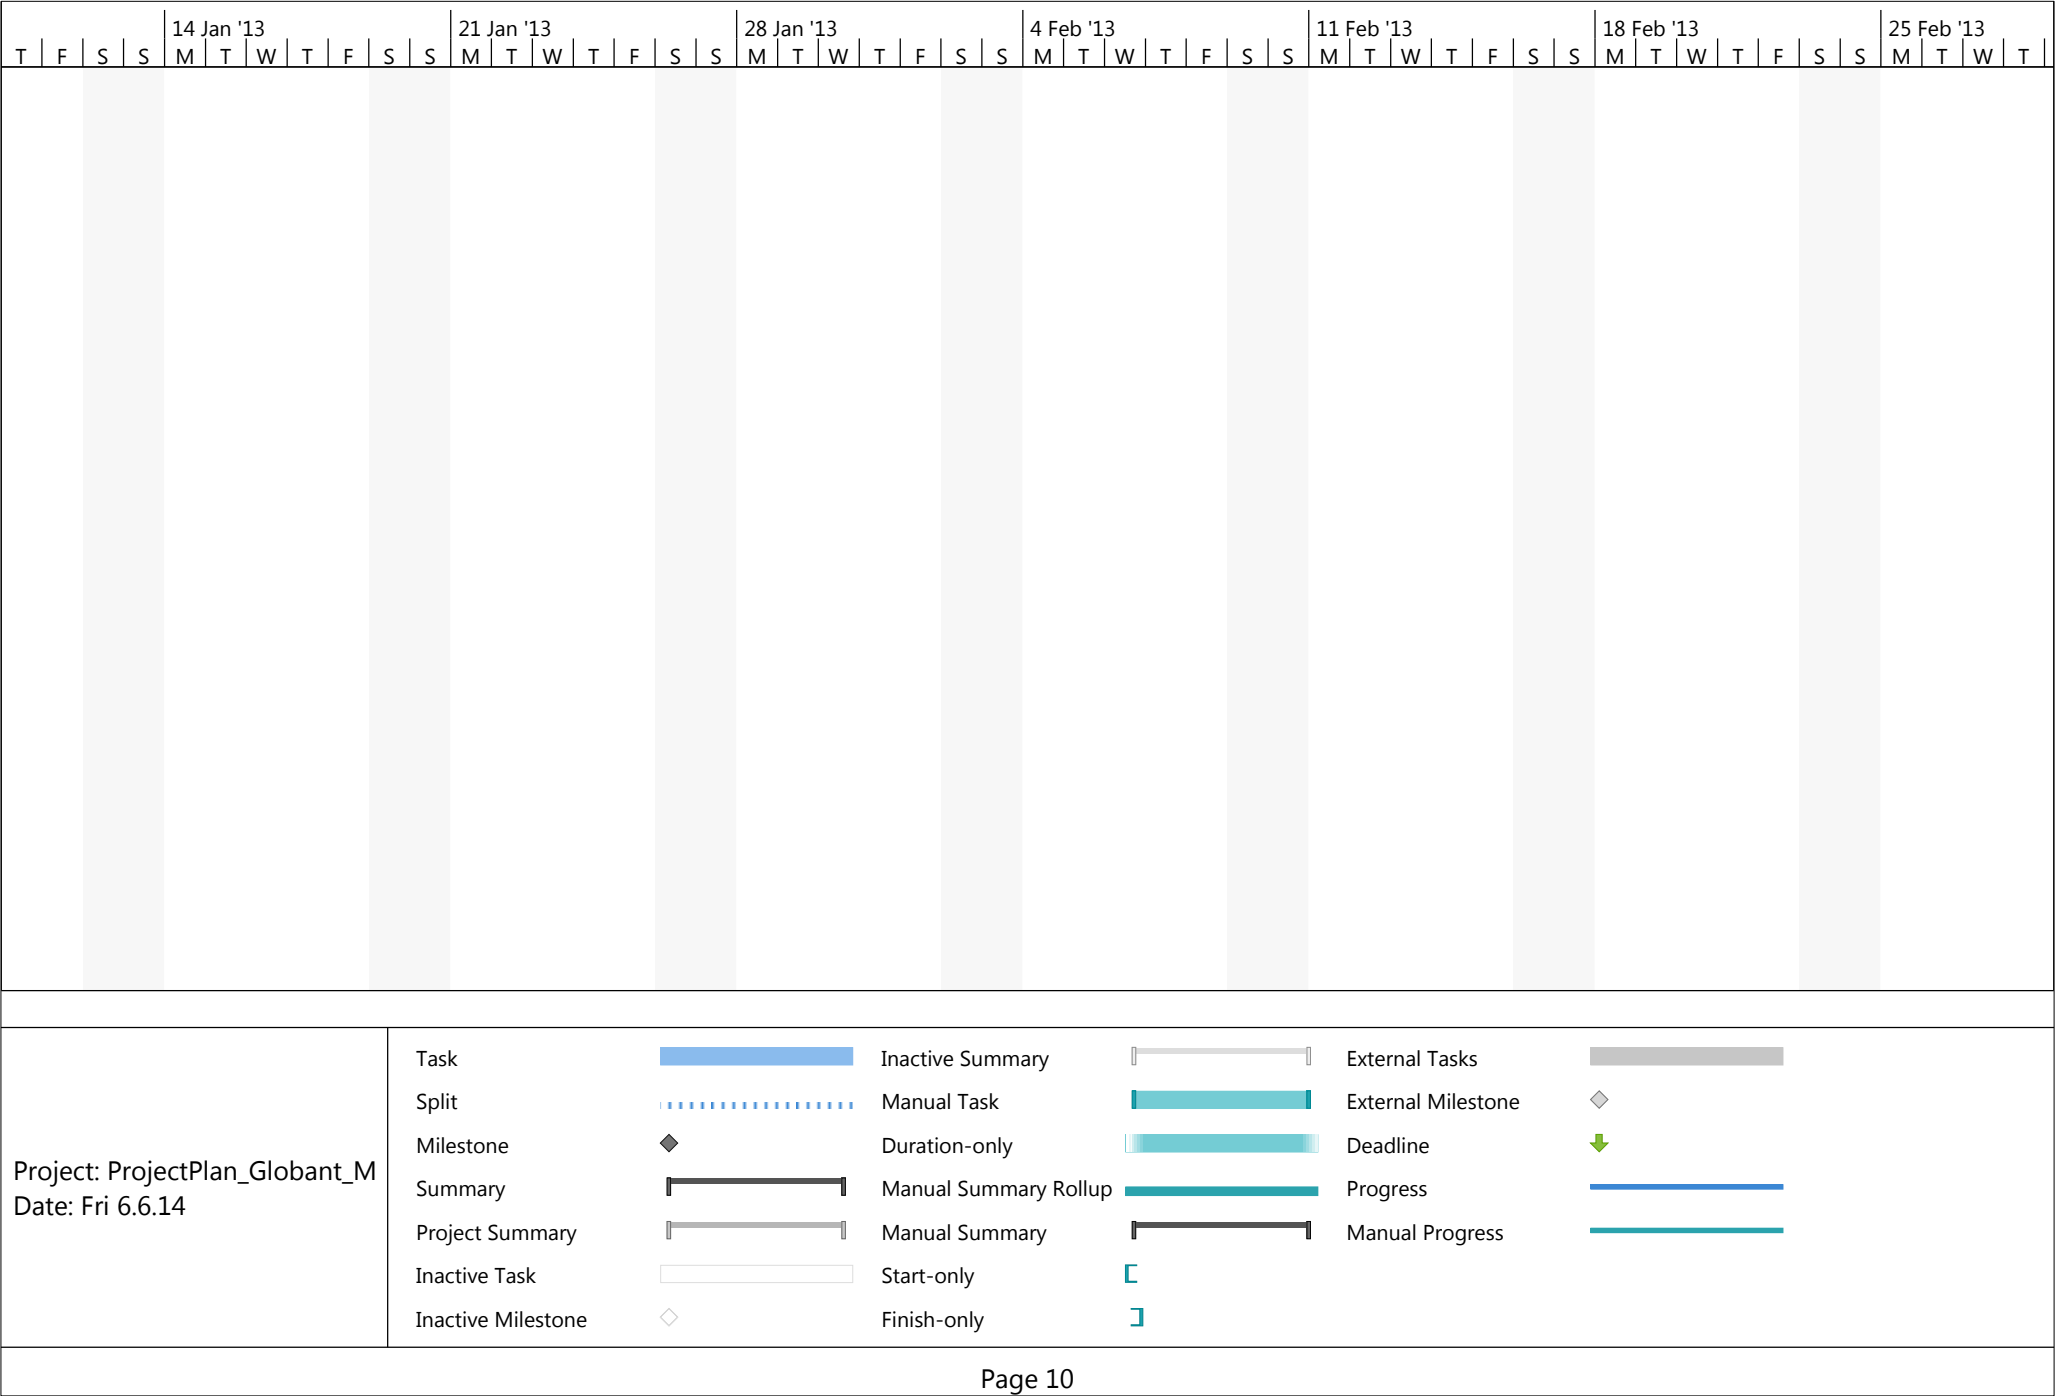 14 Jan '13 21 Jan '13 28 Jan '13 4 Feb '13 11 Feb '13 18 Feb '13 25 Feb '13
T F S S M T W T F S S M T W T F S S M T W T F S S M T W T F S S M T W T F S S M T W T F S S M T W T
Task Inactive Summary External Tasks
Split Manual Task External Milestone
Milestone Duration-only Deadline
Summary Manual Summary Rollup Progress
Project Summary Manual Summary Manual Progress
Inactive Task Start-only
Inactive Milestone Finish-only
Project: ProjectPlan_Globant_M
Date: Fri 6.6.14
Page 10